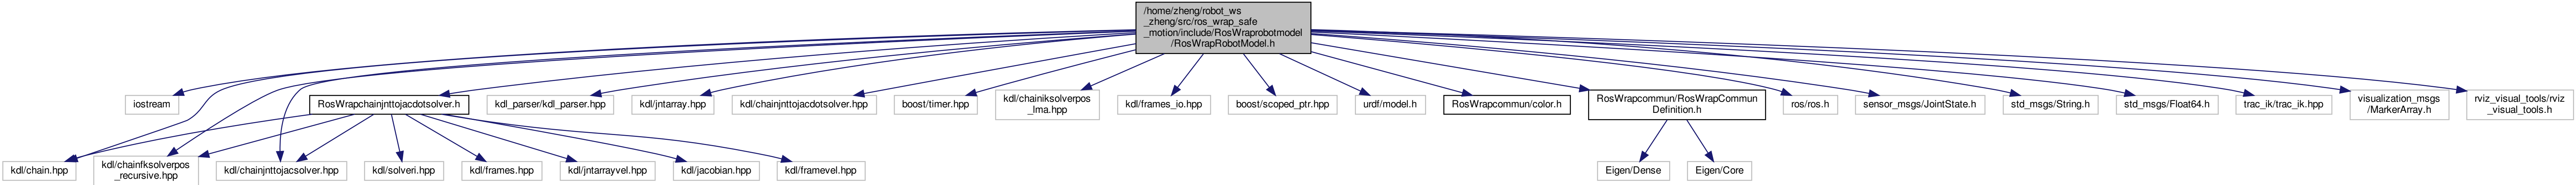 /home/zheng/robot_ws
_zheng/src/ros_wrap_safe
_motion/include/RosWraprobotmodel
/RosWrapRobotModel.h
iostream
RosWrapchainjnttojacdotsolver.h
kdl_parser/kdl_parser.hpp
kdl/jntarray.hpp
kdl/chainjnttojacdotsolver.hpp
boost/timer.hpp
kdl/chainiksolverpos
_lma.hpp
kdl/frames_io.hpp
boost/scoped_ptr.hpp
urdf/model.h
RosWrapcommun/color.h
RosWrapcommun/RosWrapCommun
Definition.h
ros/ros.h
sensor_msgs/JointState.h
std_msgs/String.h
std_msgs/Float64.h
trac_ik/trac_ik.hpp
visualization_msgs
/MarkerArray.h
rviz_visual_tools/rviz
_visual_tools.h
kdl/chain.hpp
kdl/chainfksolverpos
_recursive.hpp
kdl/chainjnttojacsolver.hpp
kdl/solveri.hpp
kdl/frames.hpp
kdl/jntarrayvel.hpp
kdl/jacobian.hpp
kdl/framevel.hpp
Eigen/Dense
Eigen/Core